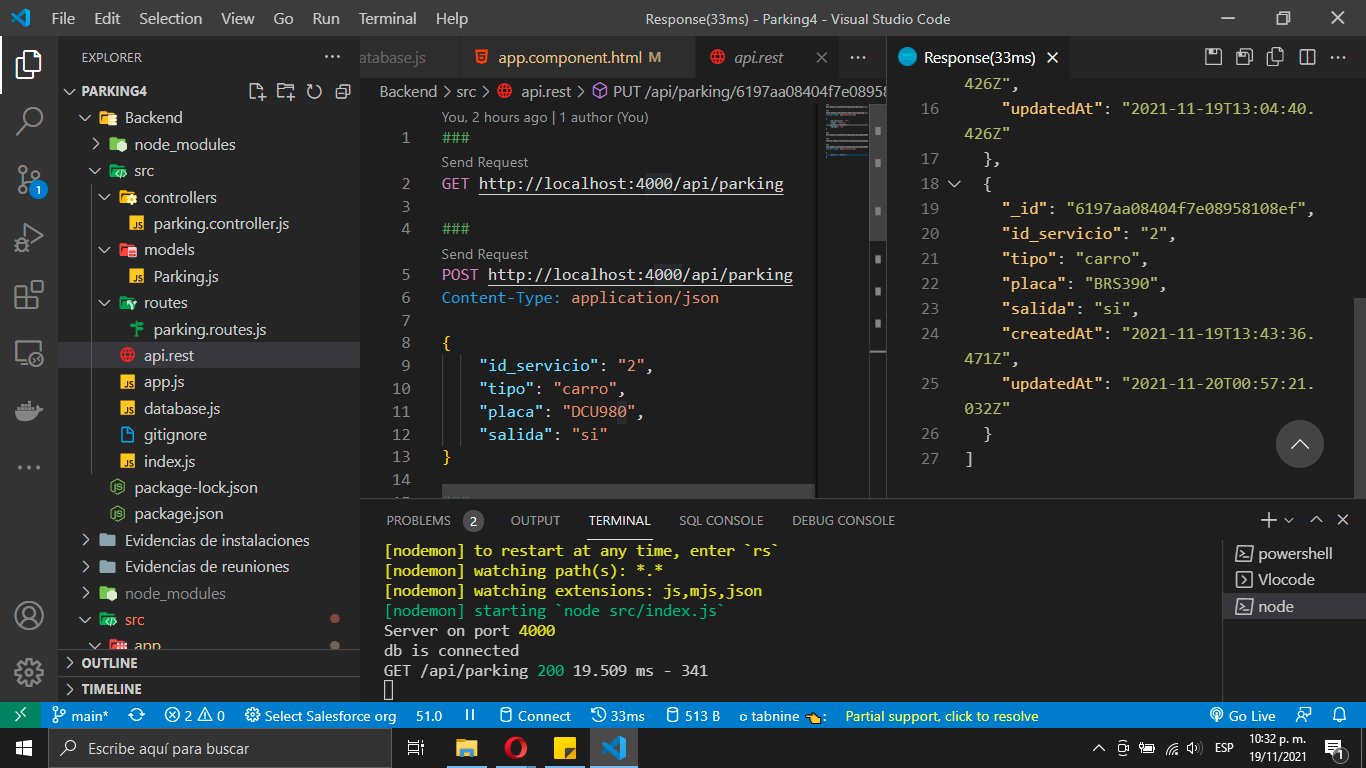 File Edit Selection View Go Run Terminal Help
Response(33ms) - Parking4 - Visual Studio Code
EXPLORER
PARKING4
Backend
node_modules
src
controllers
parking.controller.js
models
Parking.js
routes
parking.routes.js
api.rest
app.js
database.js
gitignore
index.js
package-lock.json
package.json
Evidencias de instalaciones
Evidencias de reuniones
node_modules
src
app
OUTLINE
TIMELINE
1
atabase.js
app.component.html M
api.rest
Backend > src > api.rest > PUT /api/parking/6197aa08404f7e08958
You, 2 hours ago | 1 author (You)
1 ###
Send Request
2 GET http://localhost:4000/api/parking
3
4 ###
Send Request
5 POST http://localhost:4000/api/parking
6 Content-Type: application/json
7
8 {
9 "id_servicio": "2",
10 "tipo": "carro",
11 "placa": "DCU980",
12 "salida": "si"
13 }
14
Response(33ms)
426Z",
16 "updatedAt": "2021-11-19T13:04:40.
426Z"
17 },
18 {
19 "_id": "6197aa08404f7e08958108ef",
20 "id_servicio": "2",
21 "tipo": "carro",
22 "placa": "BRS390",
23 "salida": "si",
24 "createdAt": "2021-11-19T13:43:36.
471Z",
25 "updatedAt": "2021-11-20T00:57:21.
032Z"
26 }
27 ]
PROBLEMS 2 OUTPUT TERMINAL SQL CONSOLE DEBUG CONSOLE
[nodemon] to restart at any time, enter `rs`
[nodemon] watching path(s): *.*
[nodemon] watching extensions: js,mjs,json
[nodemon] starting `node src/index.js`
Server on port 4000
db is connected
GET /api/parking 200 19.509 ms - 341
powershell
Vlocode
node
main* 2 0 Select Salesforce org 51.0 Connect 33ms 513 B tabnine Partial support, click to resolve Go Live
Escribe aquí para buscar
ESP
10:32 p. m.
19/11/2021
1